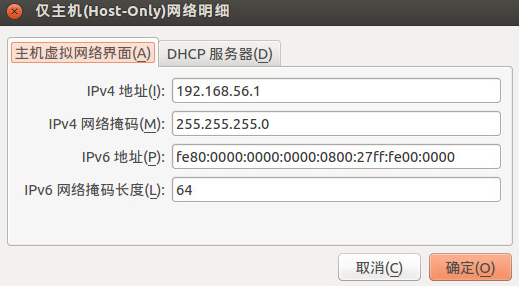 仅主机(Host-Only)网络明细
主机虚拟网络界面(A) DHCP 服务器(D)
IPv4 地址(I): 192.168.56.1
IPv4 网络掩码(M): 255.255.255.0
IPv6 地址(P): fe80:0000:0000:0000:0800:27ff:fe00:0000
IPv6 网络掩码长度(L): 64
取消(C) 确定(O)